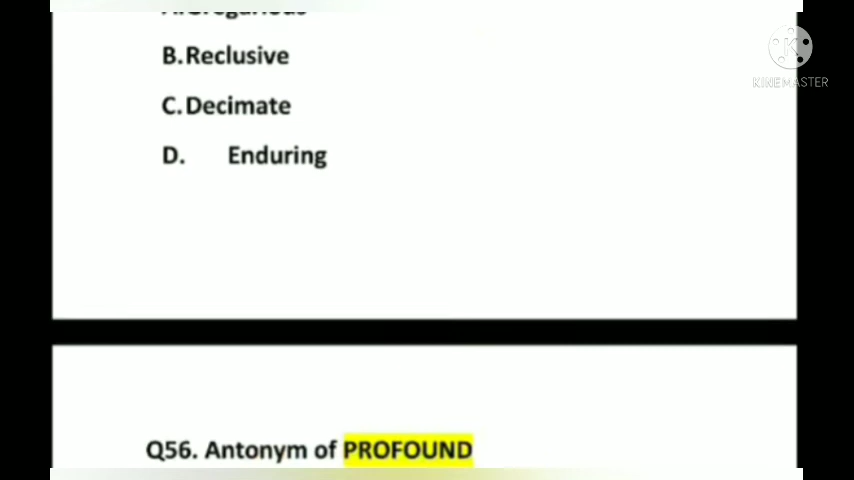 B. Reclusive
C. Decimate
D. Enduring
K
KINEMASTER
Q56. Antonym of PROFOUND